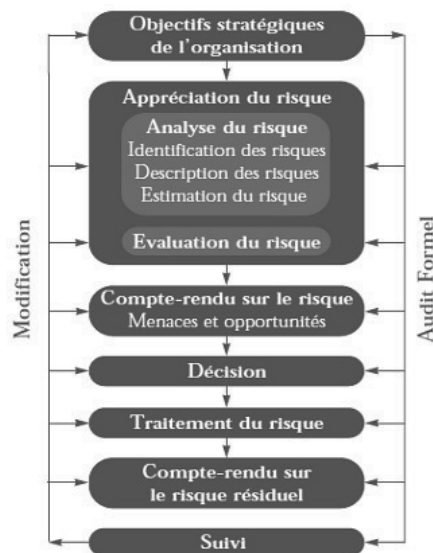 Objectifs stratégiques
de l'organisation
Appréciation du risque
Analyse du risque
Identification des risques
Description des risques
Estimation du risque
Evaluation du risque
Compte-rendu sur le risque
Menaces et opportunités
Décision
Traitement du risque
Compte-rendu sur
le risque résiduel
Suivi
Modification
Audit Formel